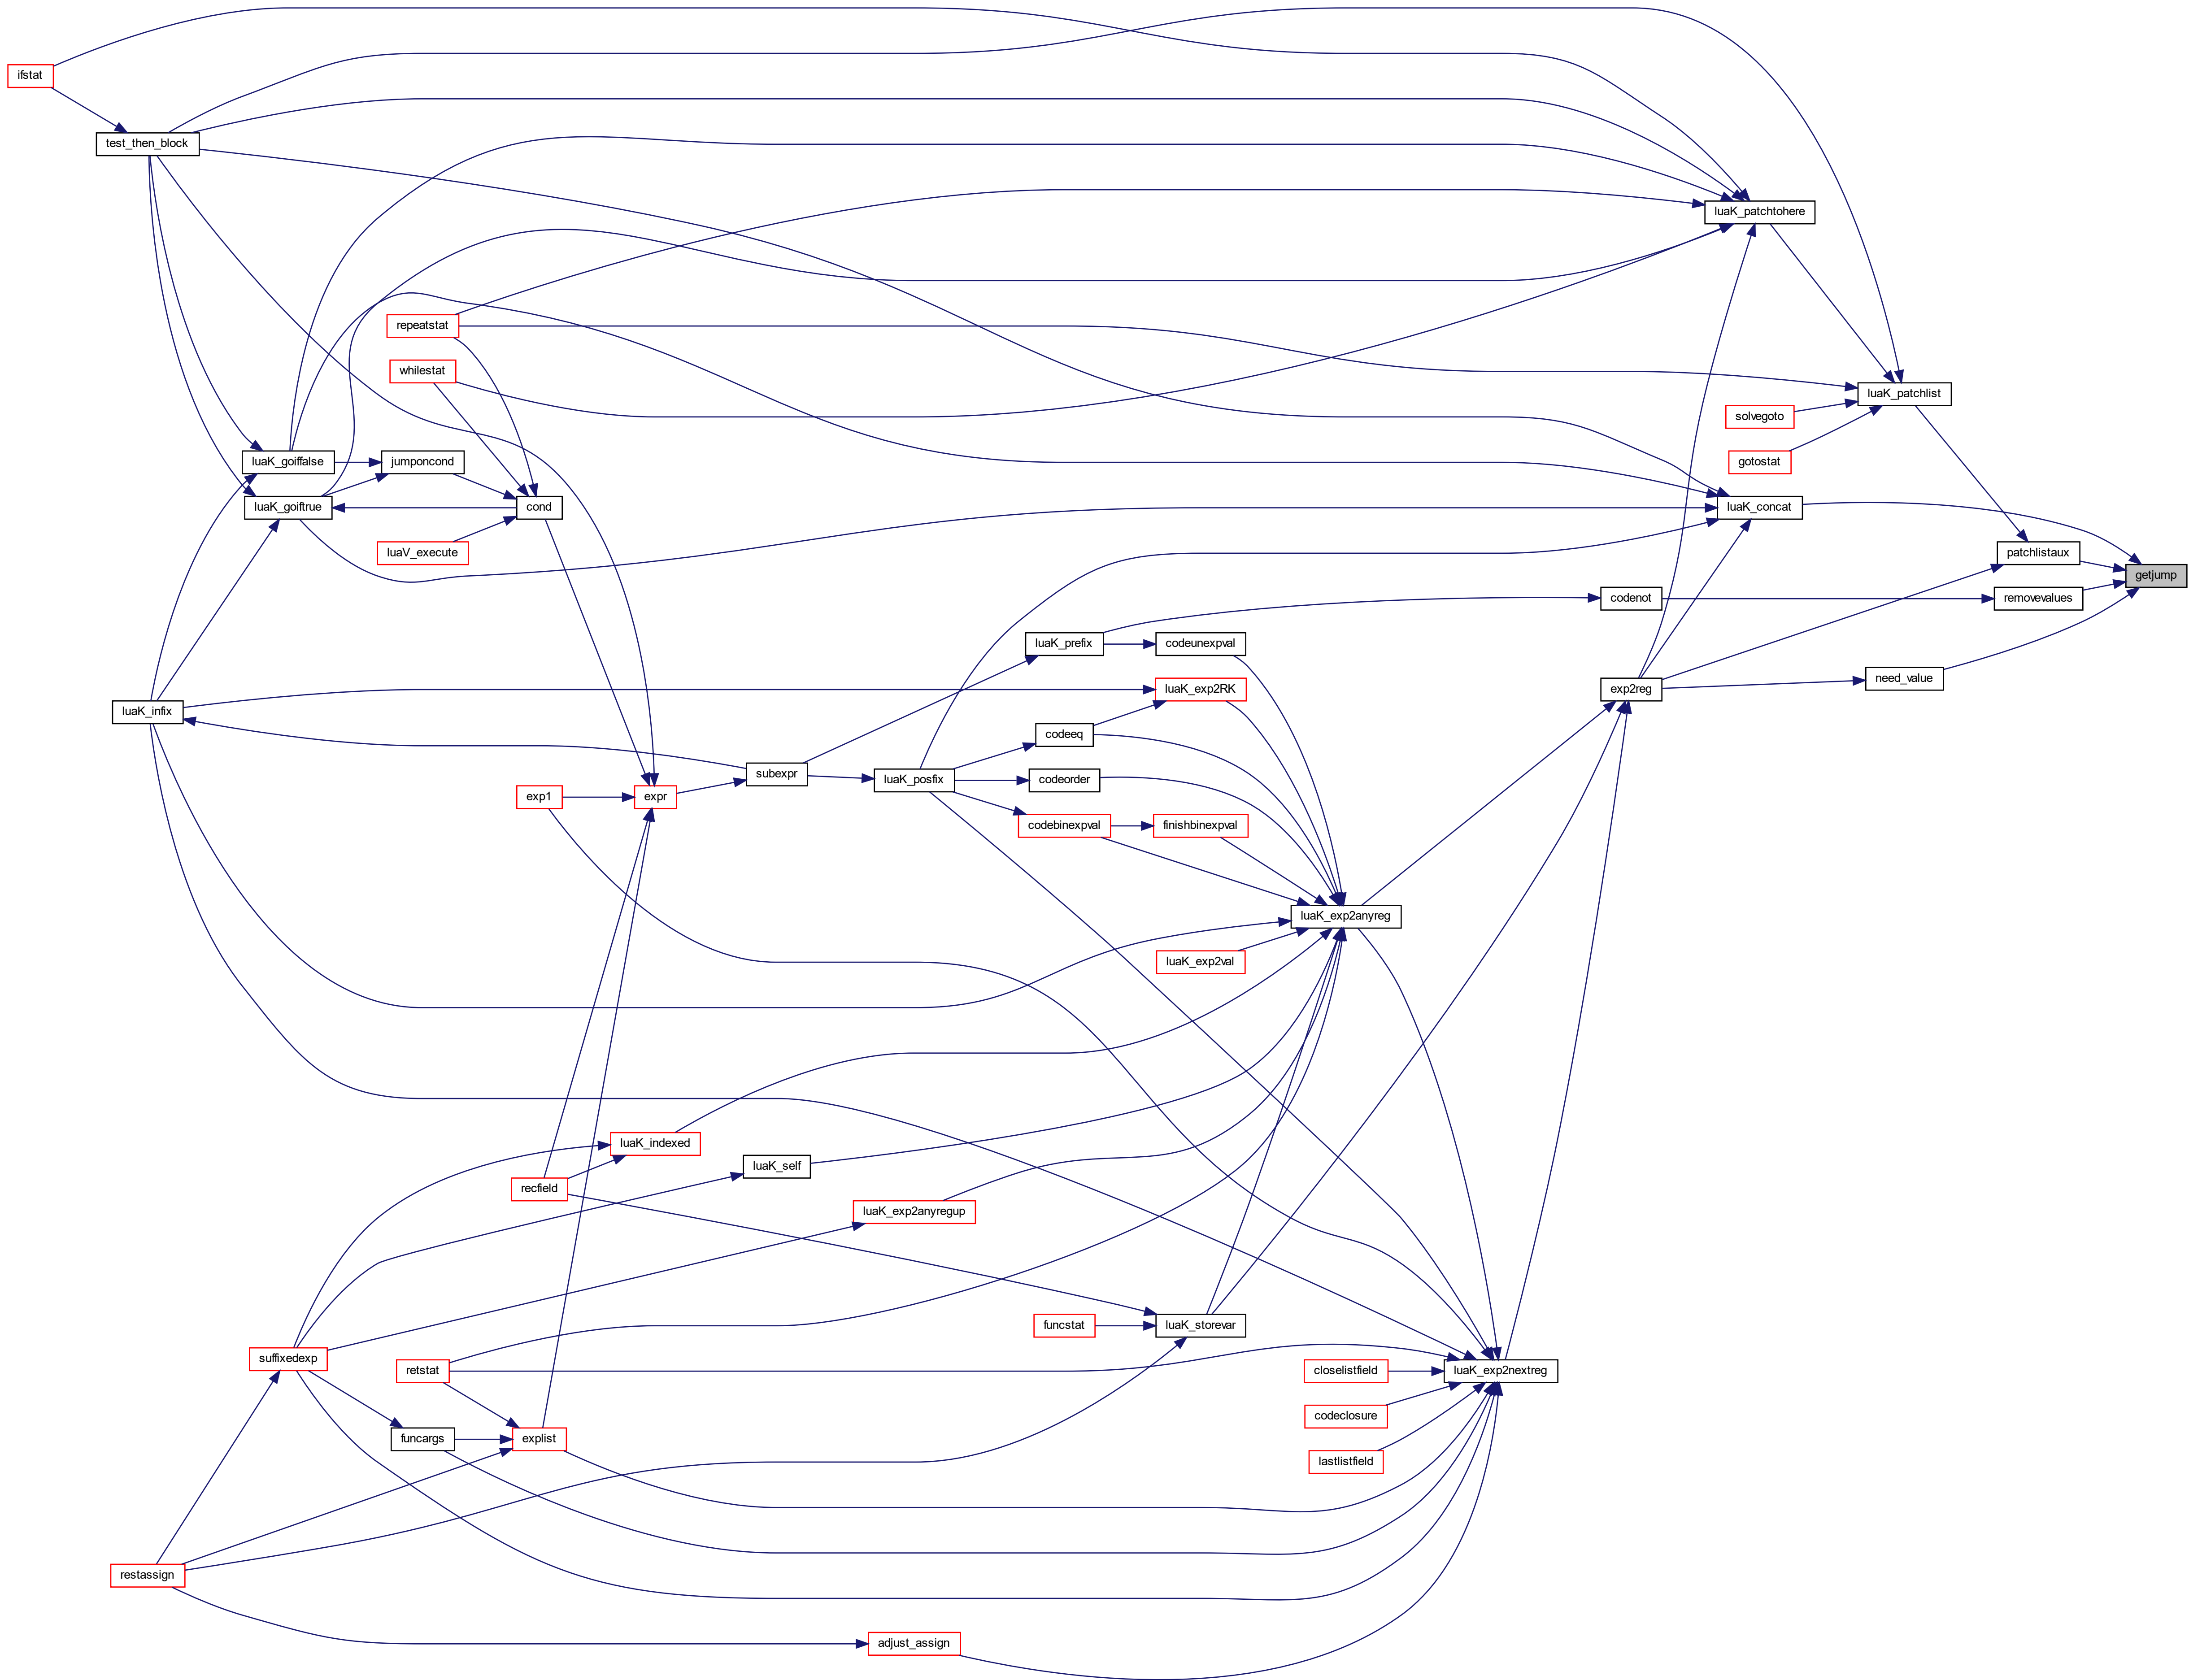 ifstat
test_then_block
luaK_patchtohere
repeatstat
whilestat
luaK_patchlist
solvegoto
gotostat
luaK_goiffalse
jumponcond
luaK_goiftrue
cond
luaK_concat
luaV_execute
patchlistaux
getjump
codenot
removevalues
luaK_prefix
codeunexpval
need_value
luaK_exp2RK
exp2reg
luaK_infix
codeeq
subexpr
luaK_posfix
codeorder
exp1
expr
codebinexpval
finishbinexpval
luaK_exp2anyreg
luaK_exp2val
luaK_indexed
luaK_self
recfield
luaK_exp2anyregup
funcstat
luaK_storevar
suffixedexp
retstat
closelistfield
luaK_exp2nextreg
codeclosure
funcargs
explist
lastlistfield
restassign
adjust_assign